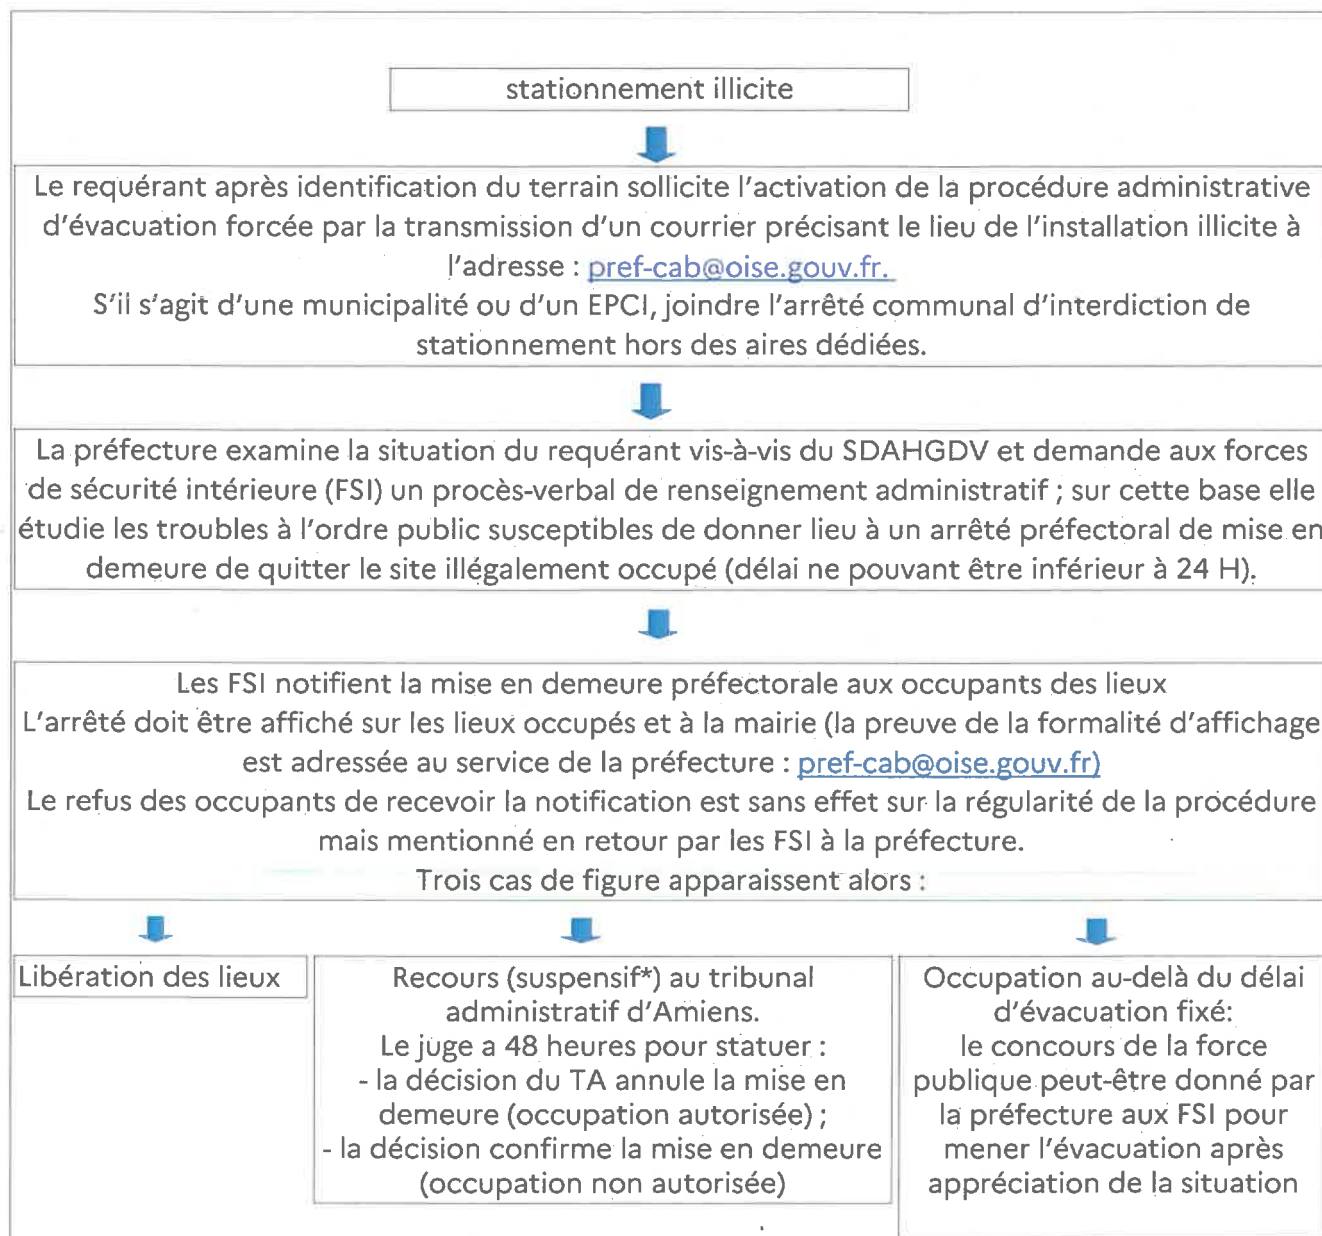 stationnement illicite
Le requérant après identification du terrain sollicite l'activation de la procédure administrative
d'évacuation forcée par la transmission d'un courrier précisant le lieu de l'installation illicite à
l'adresse : pref-cab@oise.gouv.fr.
S'il s'agit d'une municipalité ou d'un EPCI, joindre l'arrêté communal d'interdiction de
stationnement hors des aires dédiées.
La préfecture examine la situation du requérant vis-à-vis du SDAHGDV et demande aux forces
de sécurité intérieure (FSI) un procès-verbal de renseignement administratif ; sur cette base elle
étudie les troubles à l'ordre public susceptibles de donner lieu à un arrêté préfectoral de mise en
demeure de quitter le site illégalement occupé (délai ne pouvant être inférieur à 24 H).
Les FSI notifient la mise en demeure préfectorale aux occupants des lieux
L'arrêté doit être affiché sur les lieux occupés et à la mairie (la preuve de la formalité d'affichage
est adressée au service de la préfecture : pref-cab@oise.gouv.fr)
Le refus des occupants de recevoir la notification est sans effet sur la régularité de la procédure
mais mentionné en retour par les FSI à la préfecture.
Trois cas de figure apparaissent alors :
Libération des lieux
Recours (suspensif*) au tribunal
administratif d'Amiens.
Le juge a 48 heures pour statuer :
- la décision du TA annule la mise en
demeure (occupation autorisée) ;
- la décision confirme la mise en demeure
(occupation non autorisée)
Occupation au-delà du délai
d'évacuation fixé:
le concours de la force
publique peut-être donné par
la préfecture aux FSI pour
mener l'évacuation après
appréciation de la situation